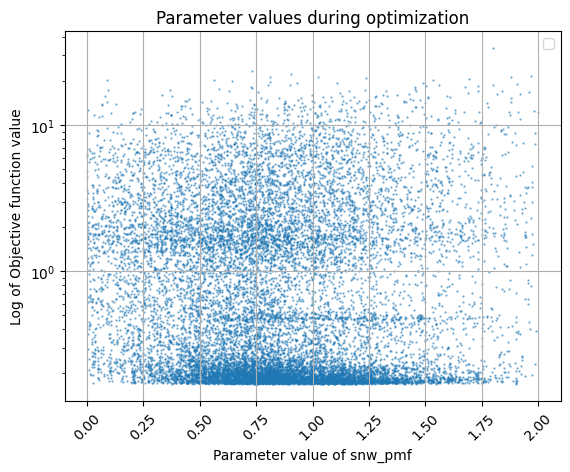 Parameter values during optimization
Log of Objective function value
10¹
10⁰
0.00 0.25 0.50 0.75 1.00 1.25 1.50 1.75 2.00
Parameter value of snw_pmf